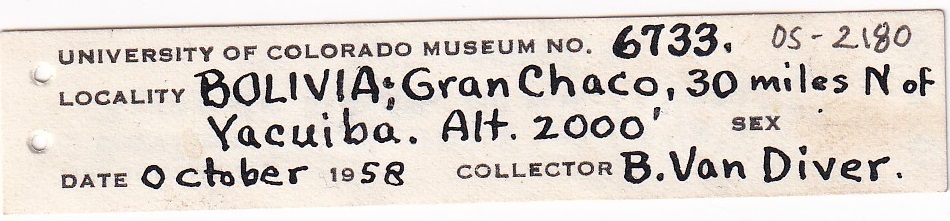 UNIVERSITY OF COLORADO MUSEUM NO. 6733. OS-2180
LOCALITY BOLIVIA; Gran Chaco, 30 miles N of
Yacuiba. Alt. 2000' SEX
DATE October 1958 COLLECTOR B. Van Diver.